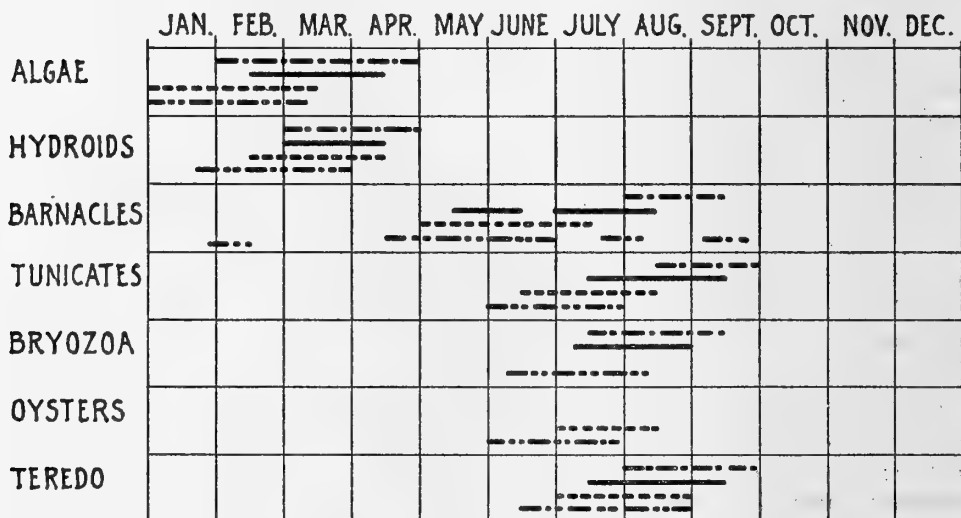 JAN. FEB. MAR. APR. MAY JUNE JULY AUG. SEPT. OCT. NOV. DEC.
ALGAE
HYDROIDS
BARNACLES
TUNICATES
BRYOZOA
OYSTERS
TEREDO